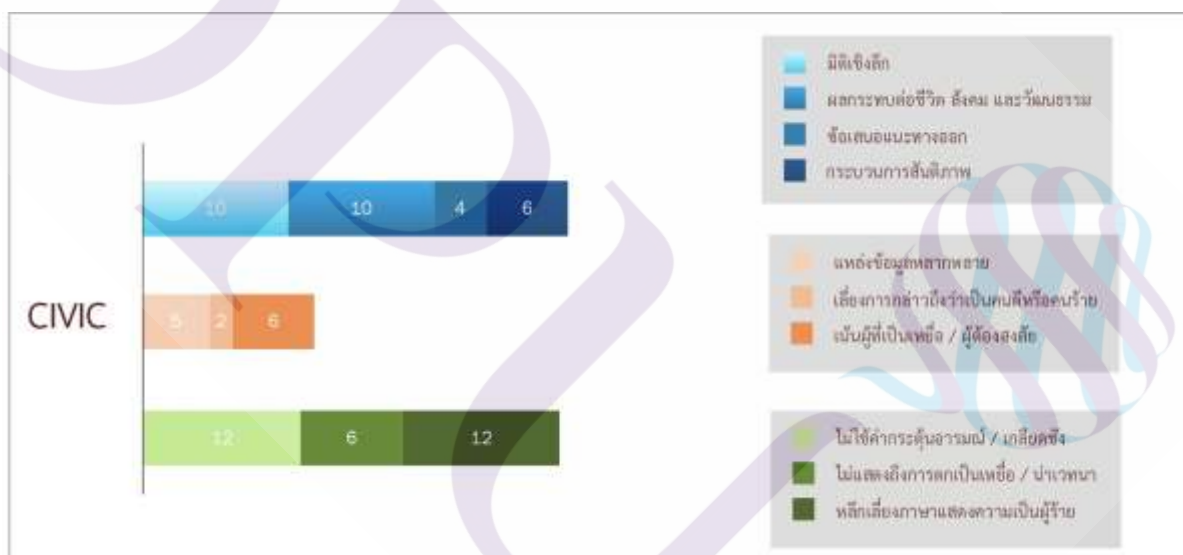 มิติเชิงลึก
ผลกระทบต่อชีวิต สังคม และวัฒนธรรม
ข้อเสนอแนะทางออก
กระบวนการสันติภาพ
10 10 4 6
แหล่งข้อมูลหลากหลาย
เลี่ยงการกล่าวถึงว่าเป็นคนดีหรือคนร้าย
เน้นผู้ที่เป็นเหยื่อ / ผู้ต้องสงสัย
CIVIC
5 2 6
ไม่ใช้คำกระตุ้นอารมณ์ / เกลียดชัง
ไม่แสดงถึงการตกเป็นเหยื่อ / น่าเวทนา
หลีกเลี่ยงภาษาแสดงความเป็นผู้ร้าย
12 6 12